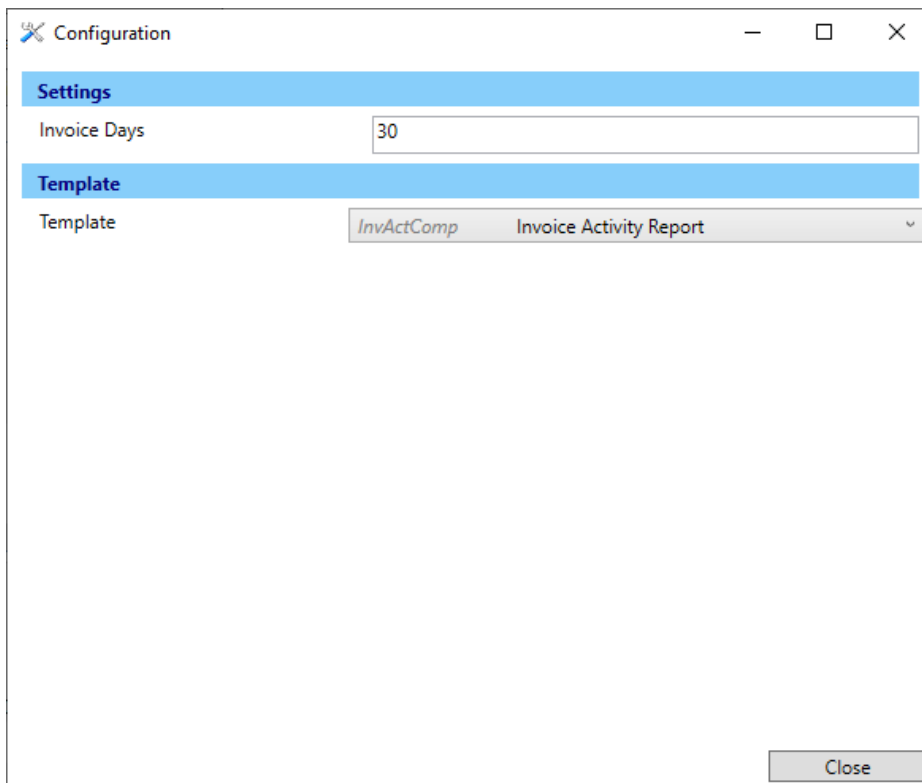 Configuration
Settings
Invoice Days 30
Template
Template InvActComp Invoice Activity Report
Close